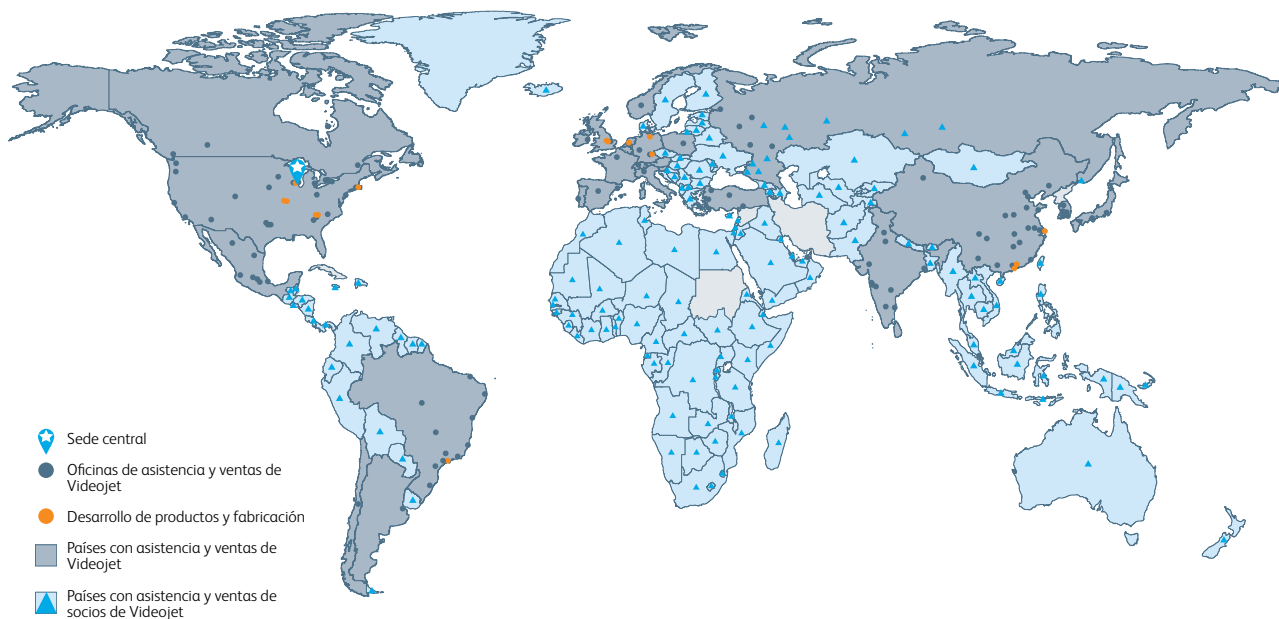 Sede central
Oficinas de asistencia y ventas de
Videojet
Desarrollo de productos y fabricación
Países con asistencia y ventas de
Videojet
Países con asistencia y ventas de
socios de Videojet